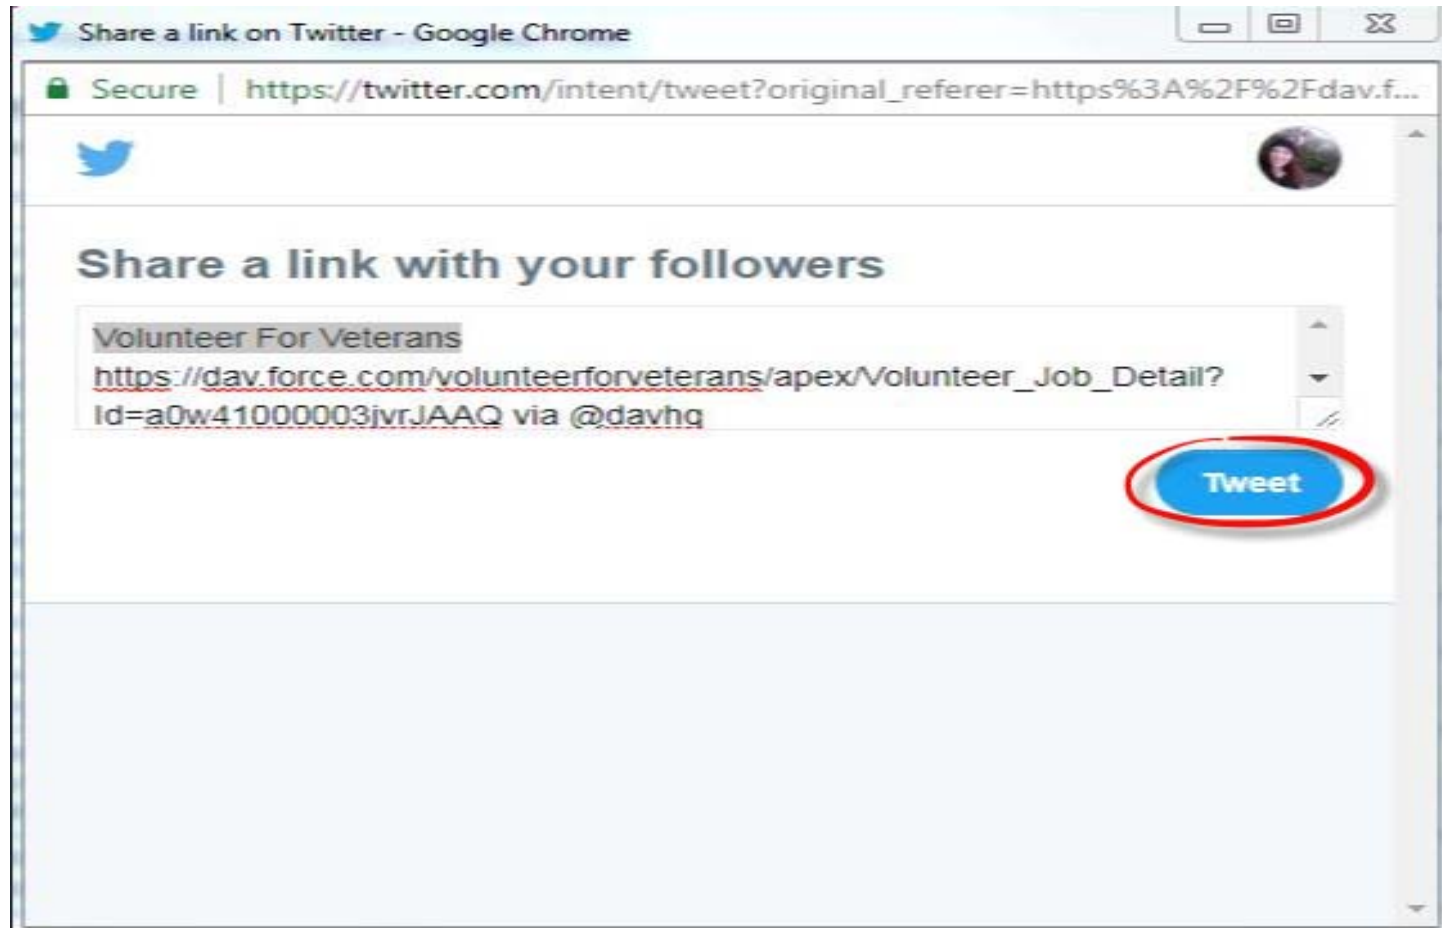 Share a link on Twitter - Google Chrome
Secure | https://twitter.com/intent/tweet?original_referer=https%3A%2F%2Fdav.f...
Share a link with your followers
Volunteer For Veterans
https://dav.force.com/volunteerforveterans/apex/Volunteer_Job_Detail?
Id=a0w41000003jvrJAAQ via @davhq
Tweet